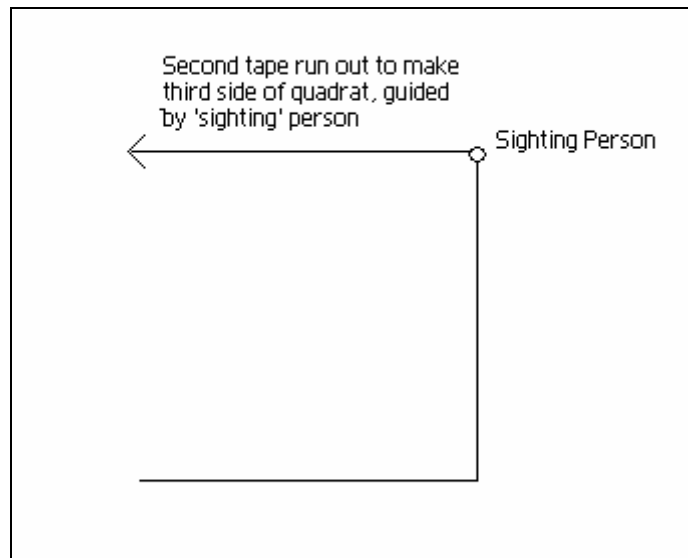 Second tape run out to make
third side of quadrat, guided
by 'sighting' person
Sighting Person